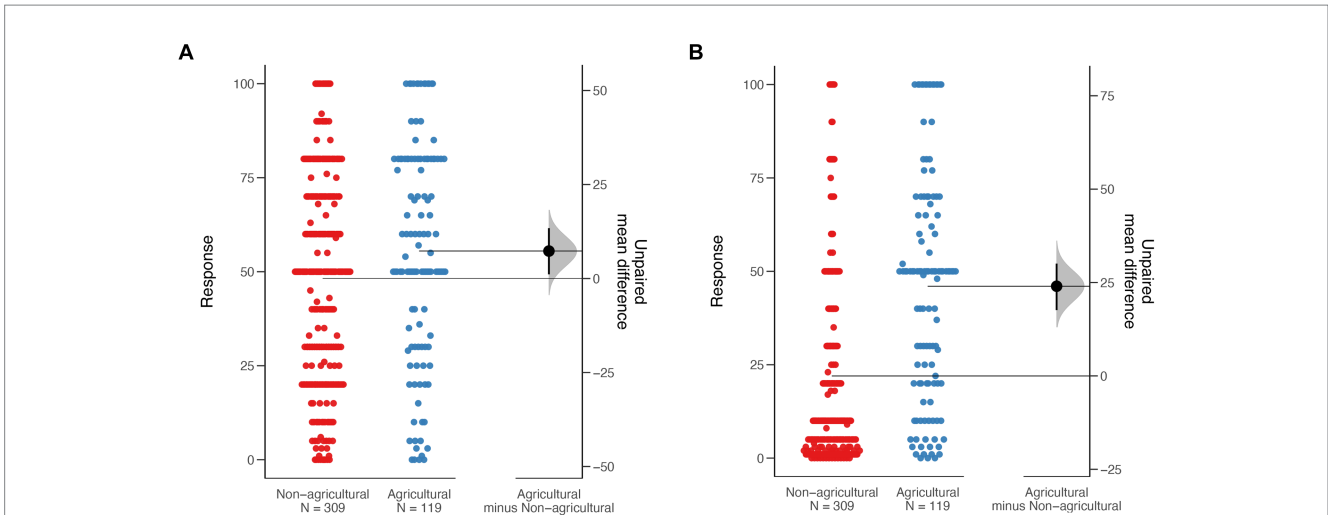 A
Response
100
75
50
25
0
50
25
0
−25
−50
Unpaired
mean difference
Non−agricultural
N = 309
Agricultural
N = 119
Agricultural
minus Non−agricultural
B
Response
100
75
50
25
0
75
50
25
0
−25
Unpaired
mean difference
Non−agricultural
N = 309
Agricultural
N = 119
Agricultural
minus Non−agricultural